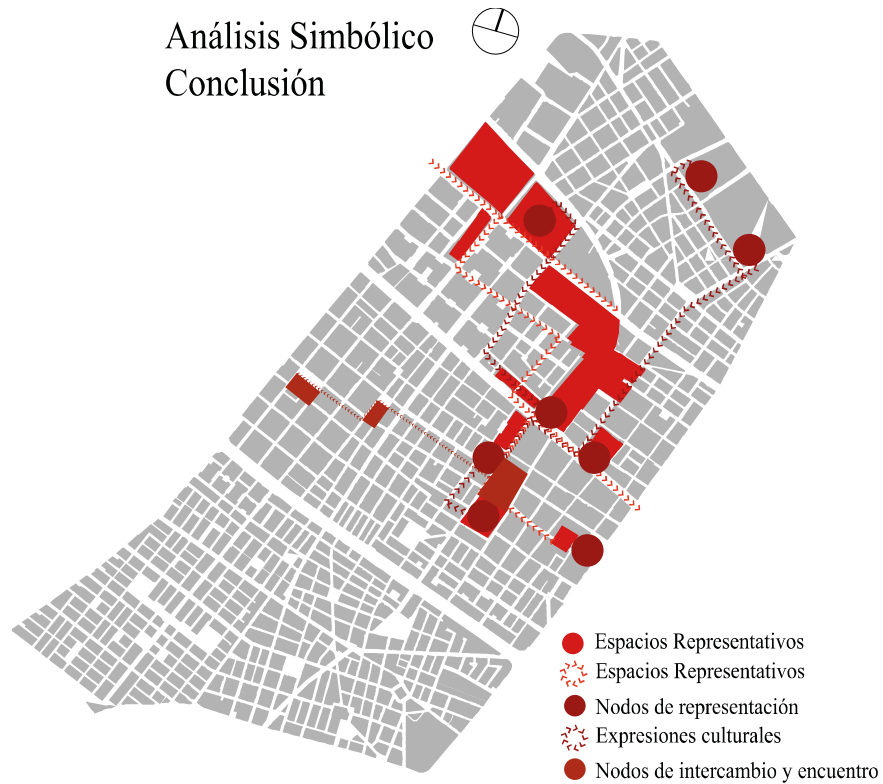 Análisis Simbólico
Conclusión
Espacios Representativos
Espacios Representativos
Nodos de representación
Expresiones culturales
Nodos de intercambio y encuentro